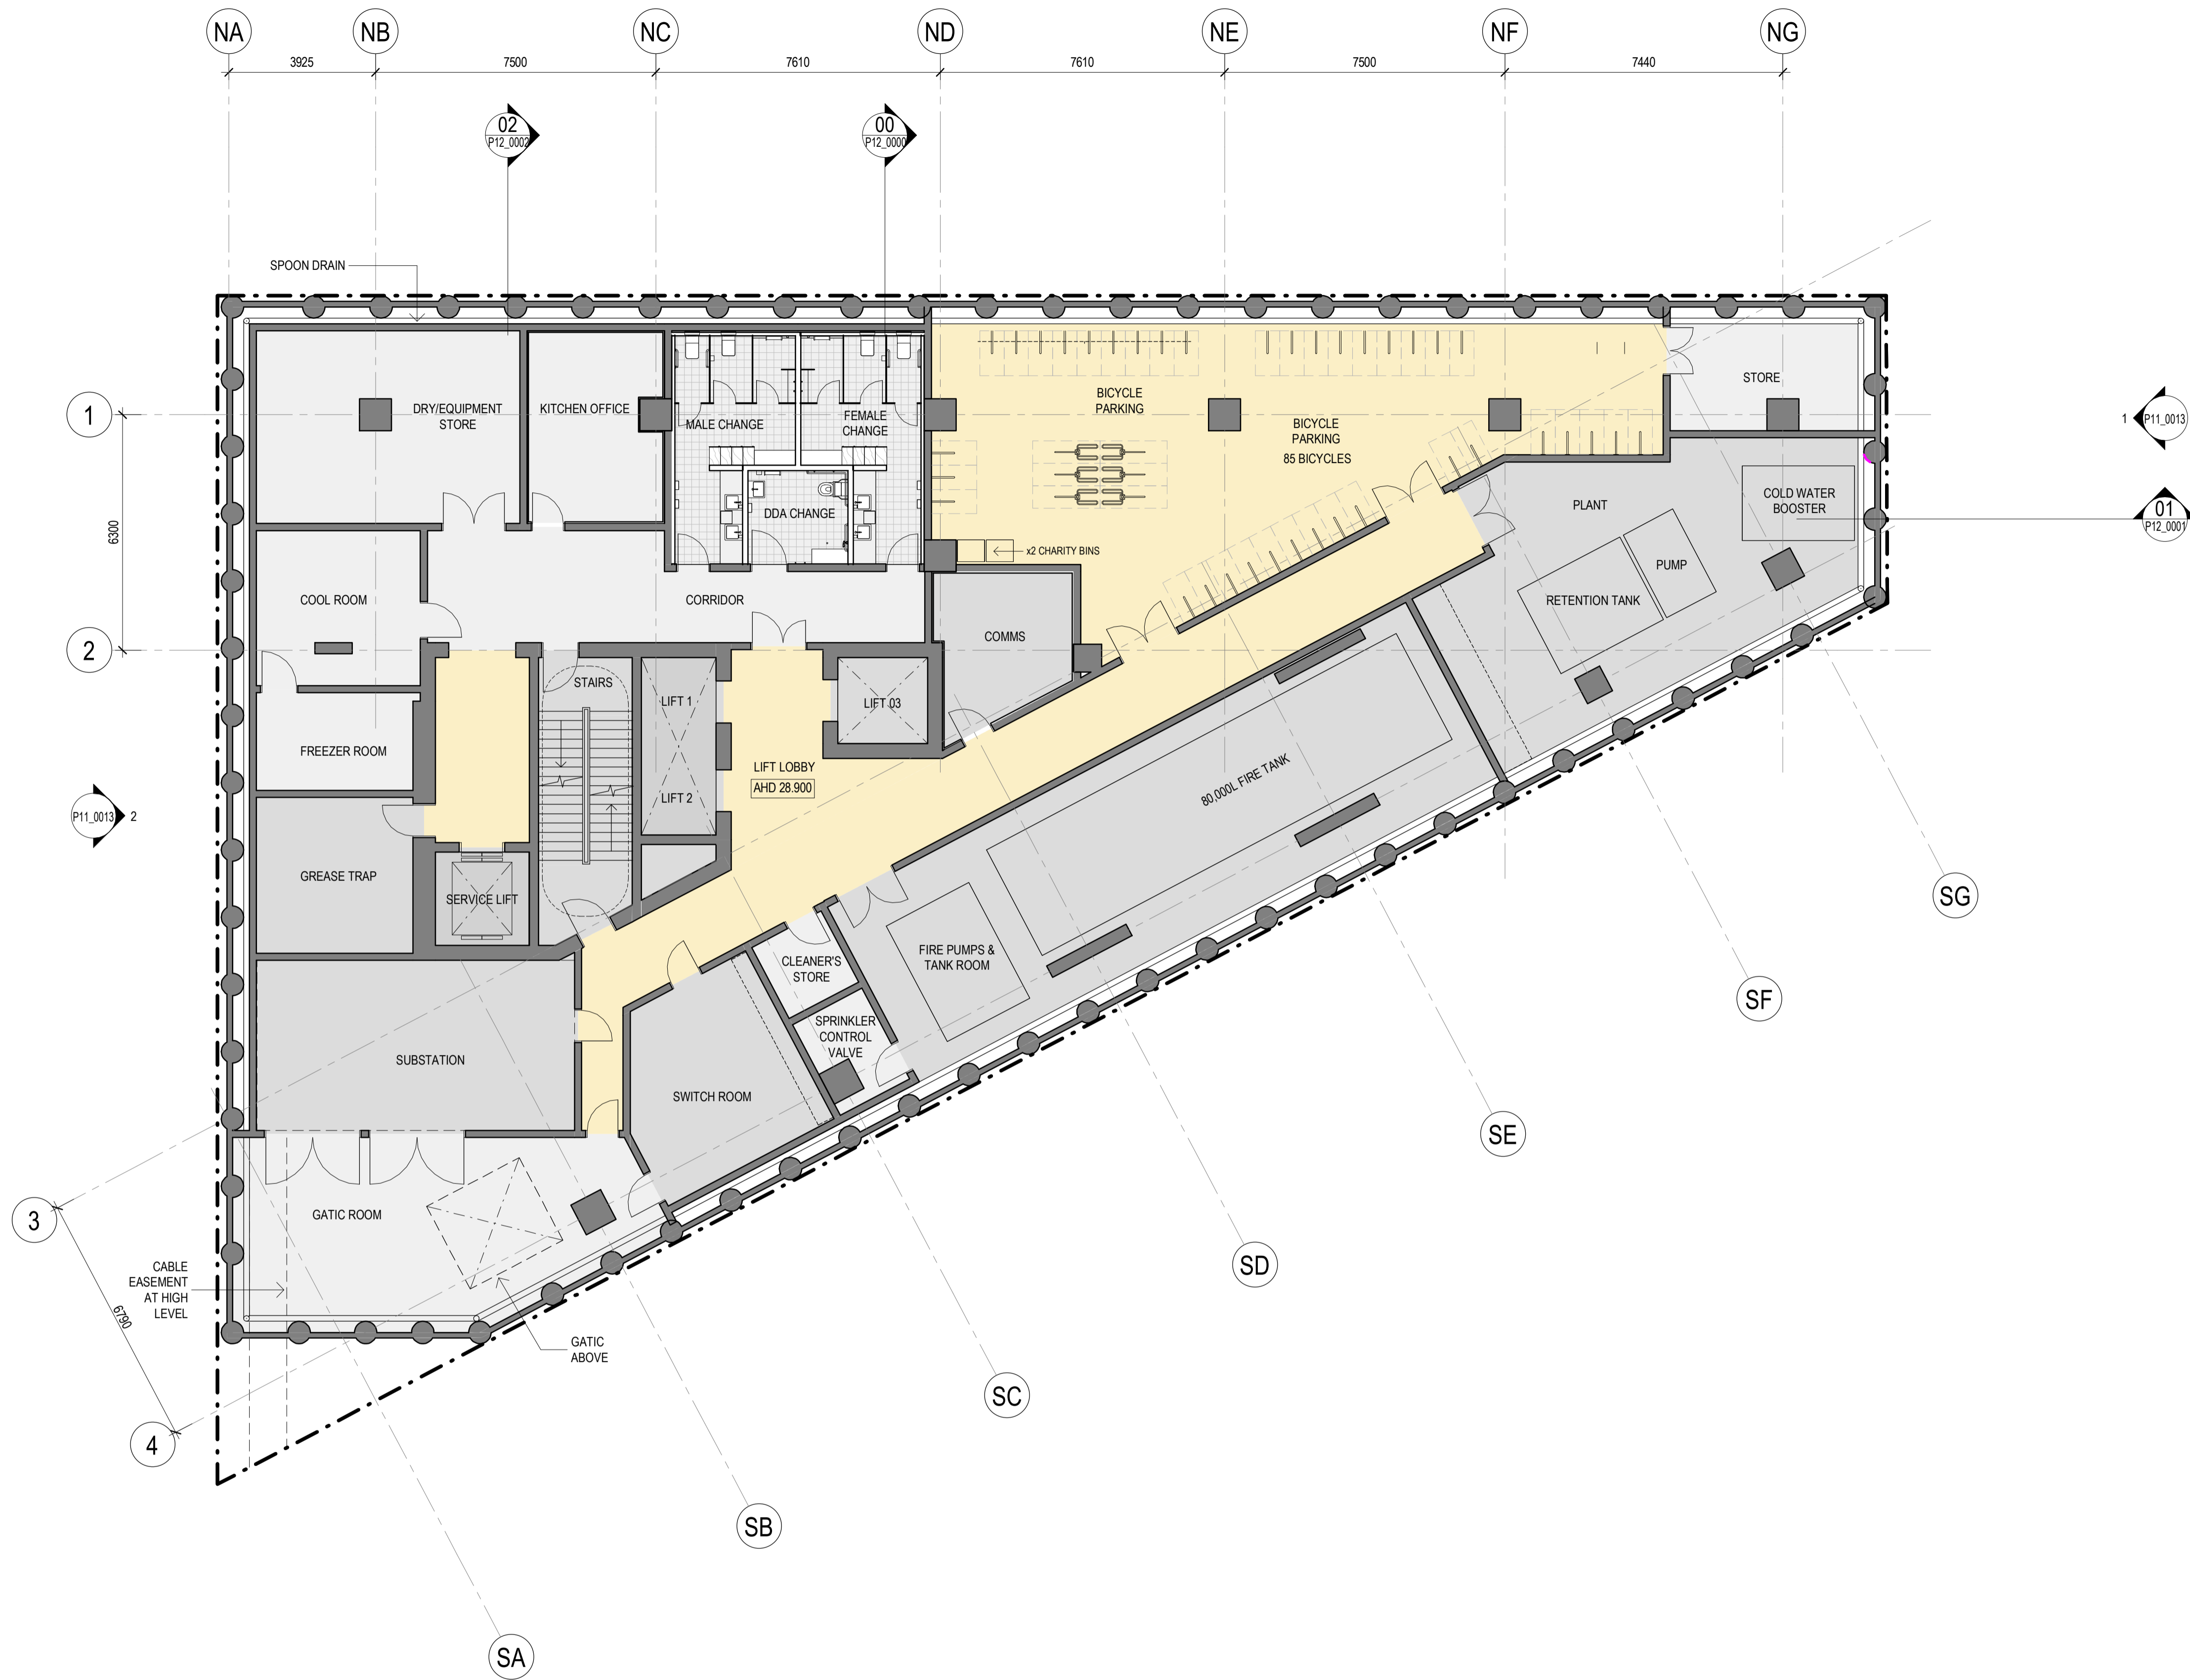 NA
NB
NC
ND
NE
NF
NG
3925
7500
7610
7610
7500
7440
02
P12_0002
00
P12_0000
SPOON DRAIN
1
2
6300
DRY/EQUIPMENT
STORE
KITCHEN OFFICE
MALE CHANGE
FEMALE
CHANGE
DDA CHANGE
BICYCLE
PARKING
BICYCLE
PARKING
85 BICYCLES
STORE
1
P11_0013
PLANT
COLD WATER
BOOSTER
01
P12_0001
x2 CHARITY BINS
PUMP
RETENTION TANK
COOL ROOM
CORRIDOR
COMMS
STAIRS
LIFT 1
LIFT 03
FREEZER ROOM
LIFT LOBBY
AHD 28.900
LIFT 2
80,000L FIRE TANK
P11_0013
2
GREASE TRAP
SERVICE LIFT
FIRE PUMPS &
TANK ROOM
CLEANER'S
STORE
SPRINKLER
CONTROL
VALVE
SUBSTATION
SWITCH ROOM
GATIC ROOM
CABLE
EASEMENT
AT HIGH
LEVEL
GATIC
ABOVE
3
6790
4
SG
SF
SE
SD
SC
SB
SA